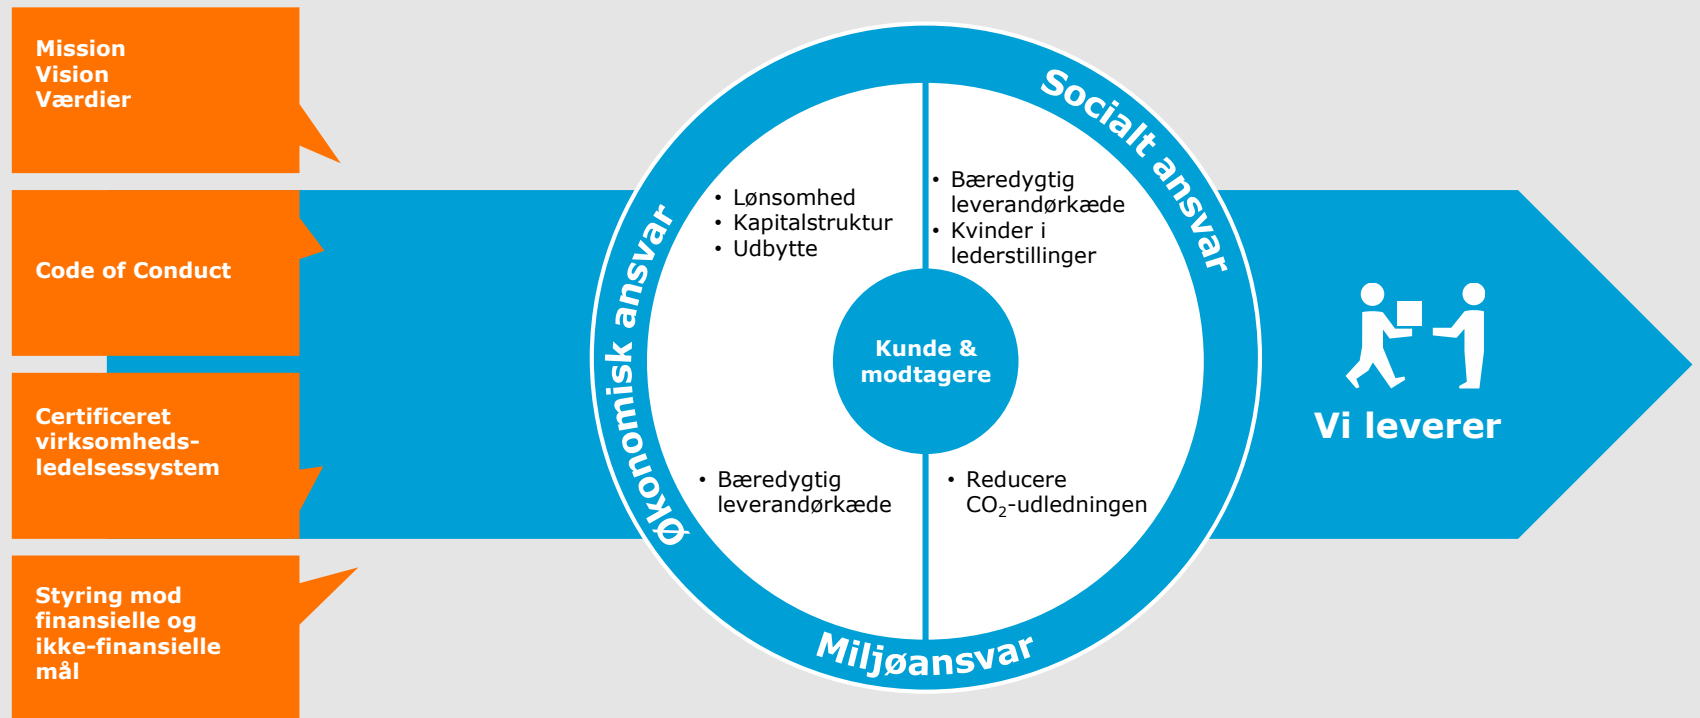 Mission
Vision
Værdier
Code of Conduct
Certificeret
virksomheds-
ledelsessystem
Styring mod
finansielle og
ikke-finansielle
mål
Økonomisk ansvar
Socialt ansvar
Miljøansvar
• Lønsomhed
• Kapitalstruktur
• Udbytte
• Bæredygtig
leverandørkæde
• Kvinder i
lederstillinger
Kunde &
modtagere
• Bæredygtig
leverandørkæde
• Reducere
CO₂-udledningen
Vi leverer